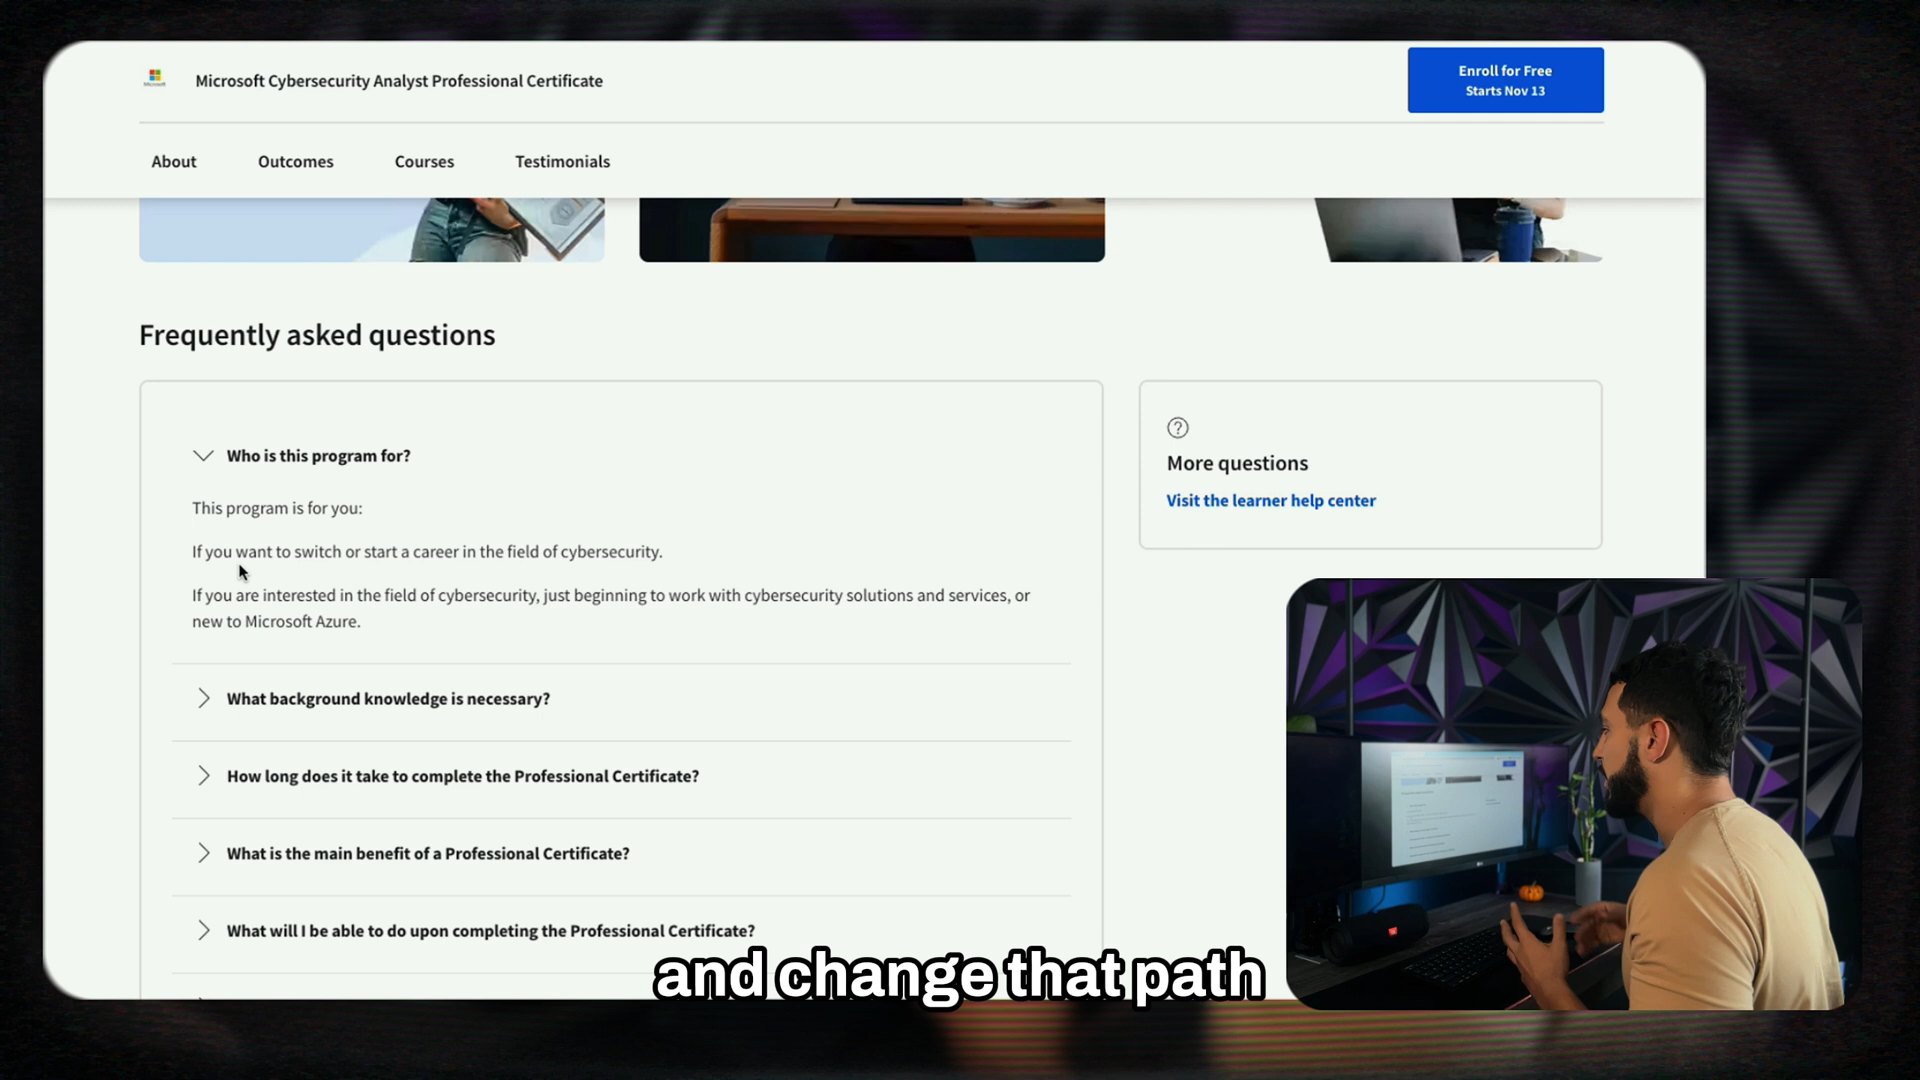 Microsoft Cybersecurity Analyst Professional Certificate
Enroll for Free
Starts Nov 13
About
Outcomes
Courses
Testimonials
Frequently asked questions
Who is this program for?
This program is for you:
If you want to switch or start a career in the field of cybersecurity.
If you are interested in the field of cybersecurity, just beginning to work with cybersecurity solutions and services, or
new to Microsoft Azure.
What background knowledge is necessary?
How long does it take to complete the Professional Certificate?
What is the main benefit of a Professional Certificate?
What will I be able to do upon completing the Professional Certificate?
More questions
Visit the learner help center
and change that path